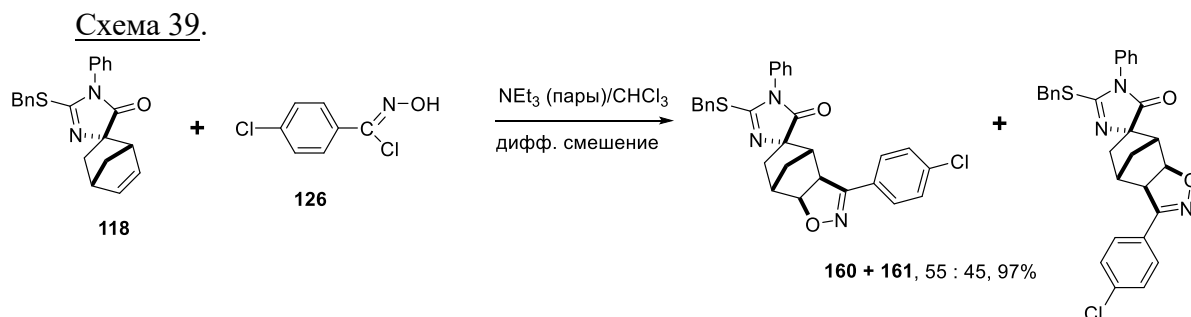 Схема 39.
Ph
BnS
N
O
N
118
+
Cl
N-OH
Cl
126
NEt₃ (пары)/CHCl₃
дифф. смешение
Ph
BnS
N
O
N
Cl
O
N
+
Ph
BnS
N
O
N
O
N
Cl
160 + 161, 55 : 45, 97%